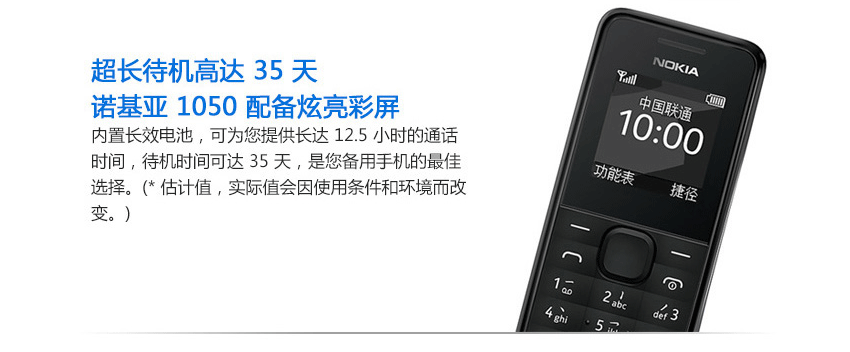 超长待机高达 35 天
诺基亚 1050 配备炫亮彩屏
内置长效电池，可为您提供长达 12.5 小时的通话
时间，待机时间可达 35 天，是您备用手机的最佳
选择。(* 估计值，实际值会因使用条件和环境而改
变。)
NOKIA
中国联通
10:00
功能表 捷径
1
2 abc
def 3
4 ghi
5